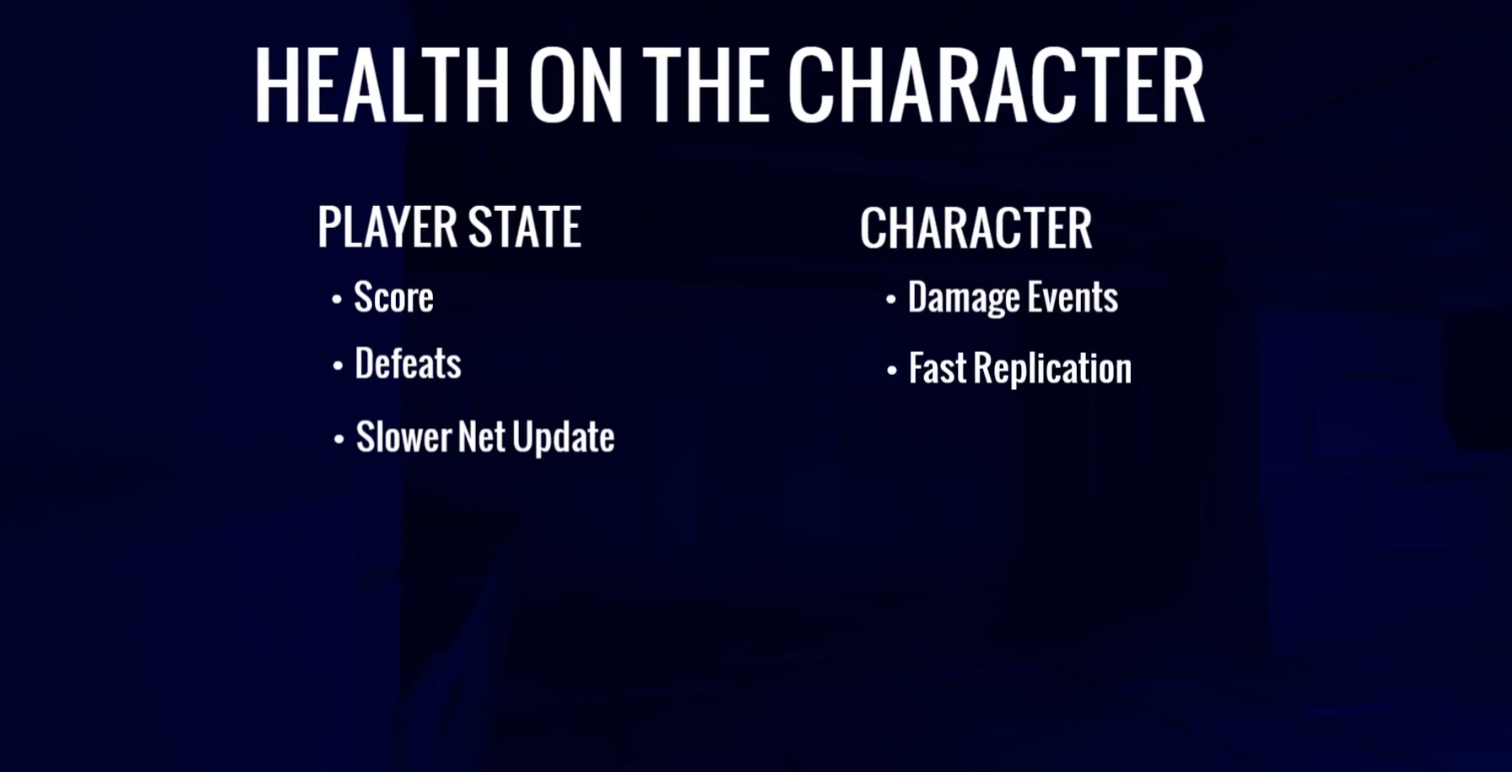 HEALTH ON THE CHARACTER
PLAYER STATE
• Score
• Defeats
• Slower Net Update
CHARACTER
• Damage Events
• Fast Replication